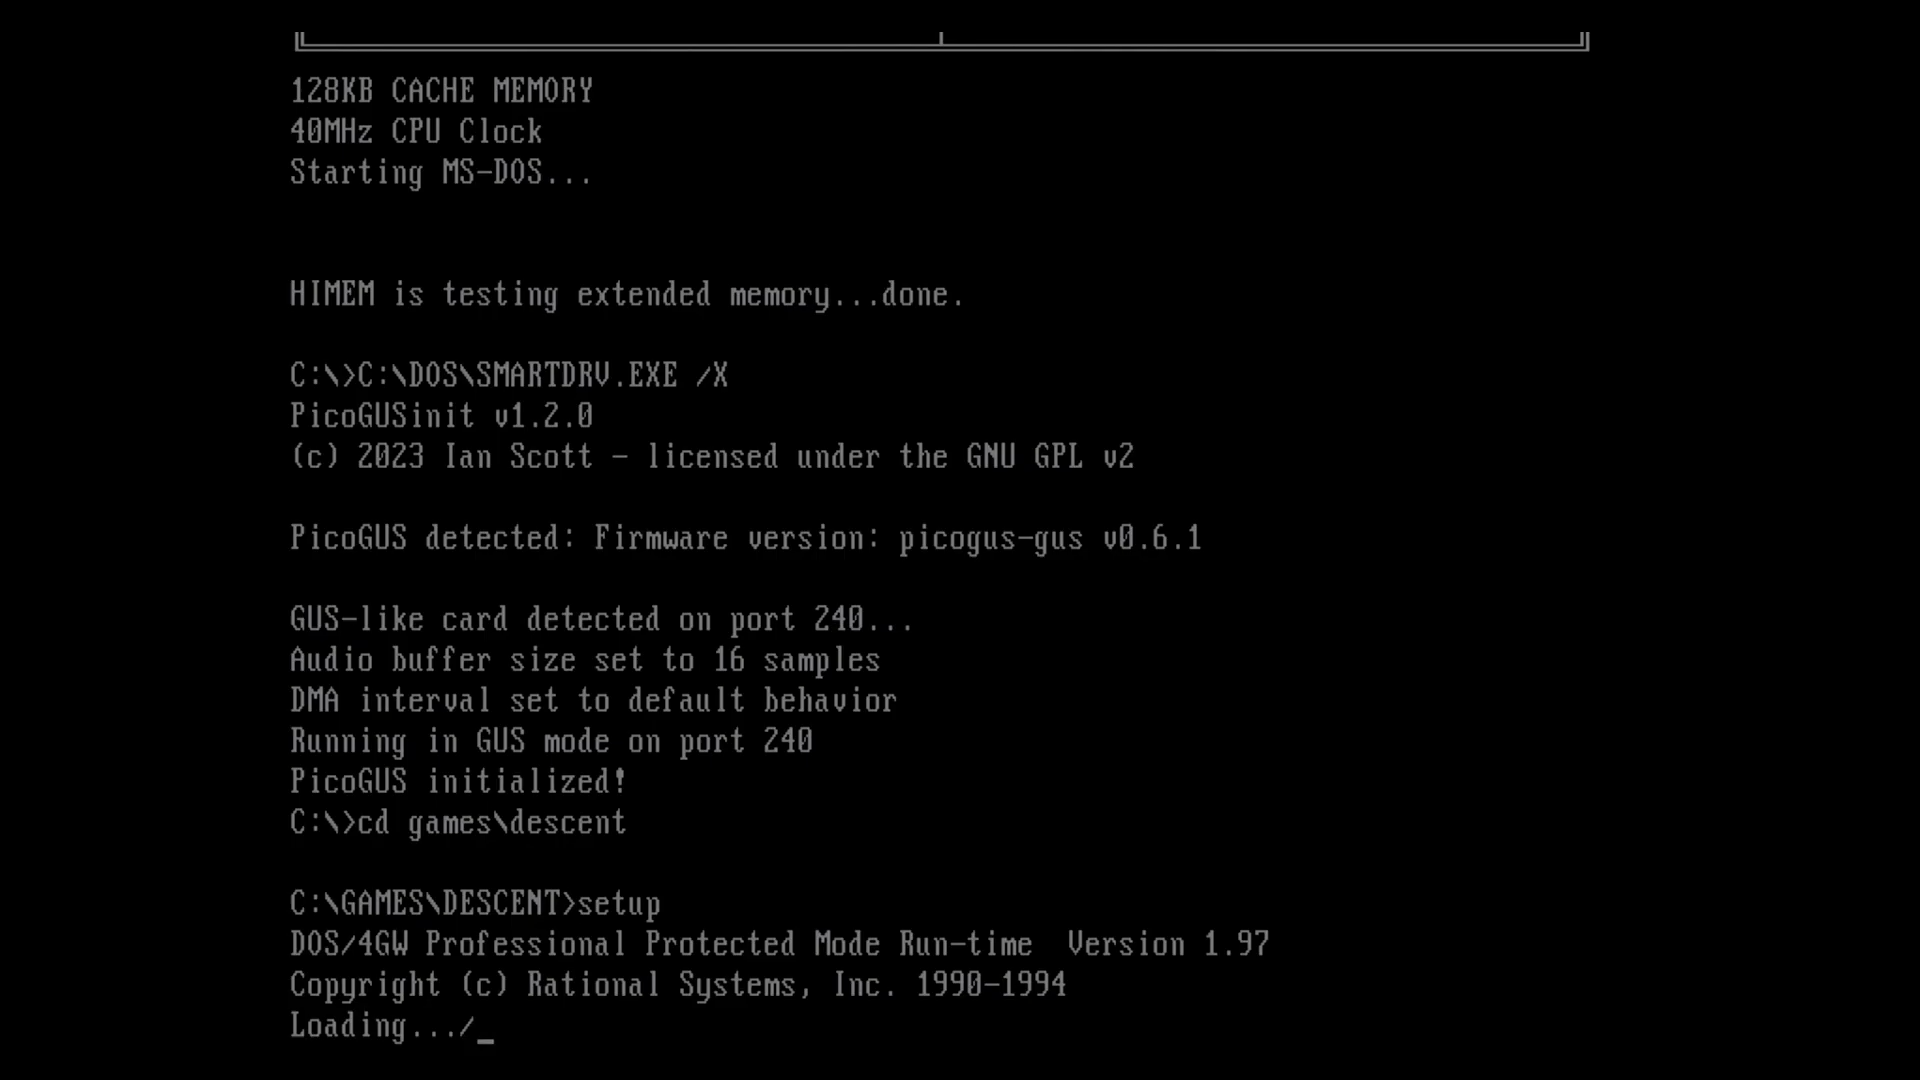 128KB CACHE MEMORY
40MHz CPU Clock
Starting MS-DOS...
HIMEM is testing extended memory...done.
C:\>C:\DOS\SMARTDRV.EXE /X
PicoGUSinit v1.2.0
(c) 2023 Ian Scott - licensed under the GNU GPL v2
PicoGUS detected: Firmware version: picogus-gus v0.6.1
GUS-like card detected on port 240...
Audio buffer size set to 16 samples
DMA interval set to default behavior
Running in GUS mode on port 240
PicoGUS initialized!
C:\>cd games\descent
C:\GAMES\DESCENT>setup
DOS/4GW Professional Protected Mode Run-time  Version 1.97
Copyright (c) Rational Systems, Inc. 1990-1994
Loading.../_